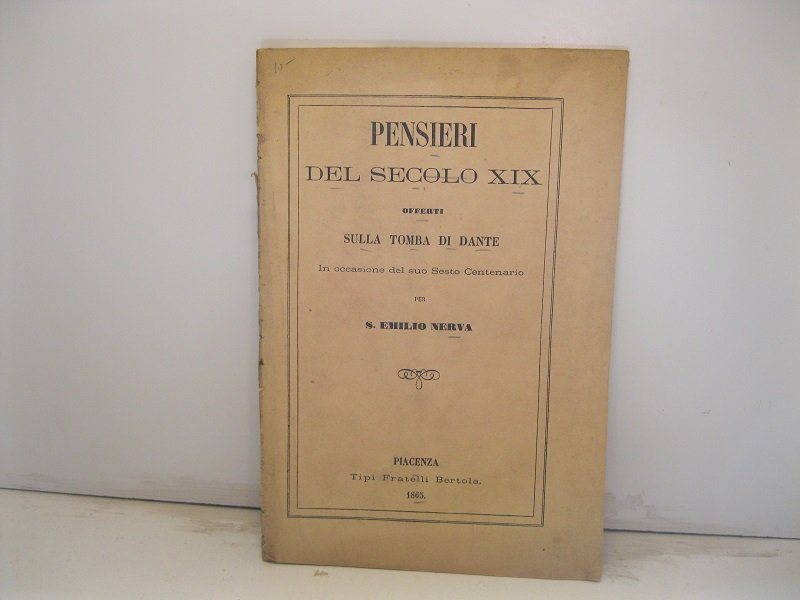 10-
PENSIERI
DEL SECOLO XIX
OFFERTI
SULLA TOMBA DI DANTE
In occasione del suo Sesto Centenario
PER
S. EMILIO NERVA
PIACENZA
Tipi Fratelli Bertola.
1865.